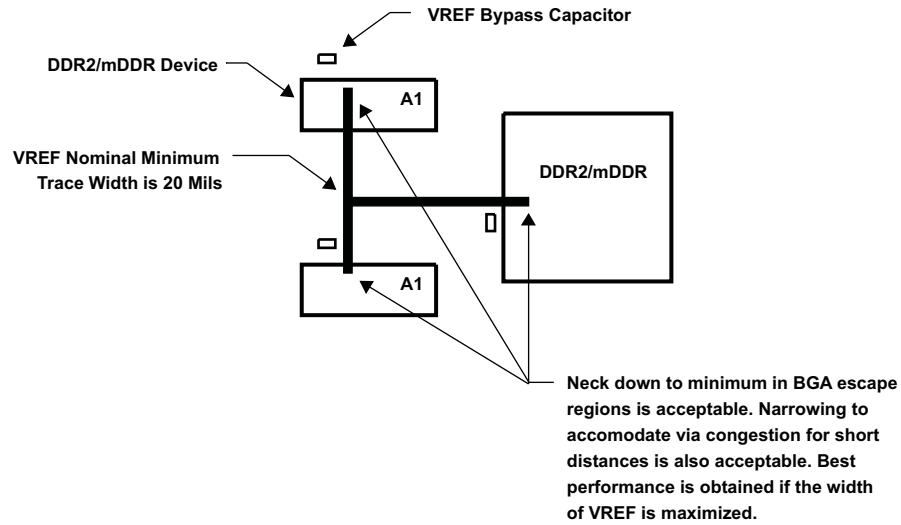 VREF Bypass Capacitor
DDR2/mDDR Device
A1
VREF Nominal Minimum
Trace Width is 20 Mils
DDR2/mDDR
A1
Neck down to minimum in BGA escape
regions is acceptable. Narrowing to
accomodate via congestion for short
distances is also acceptable. Best
performance is obtained if the width
of VREF is maximized.